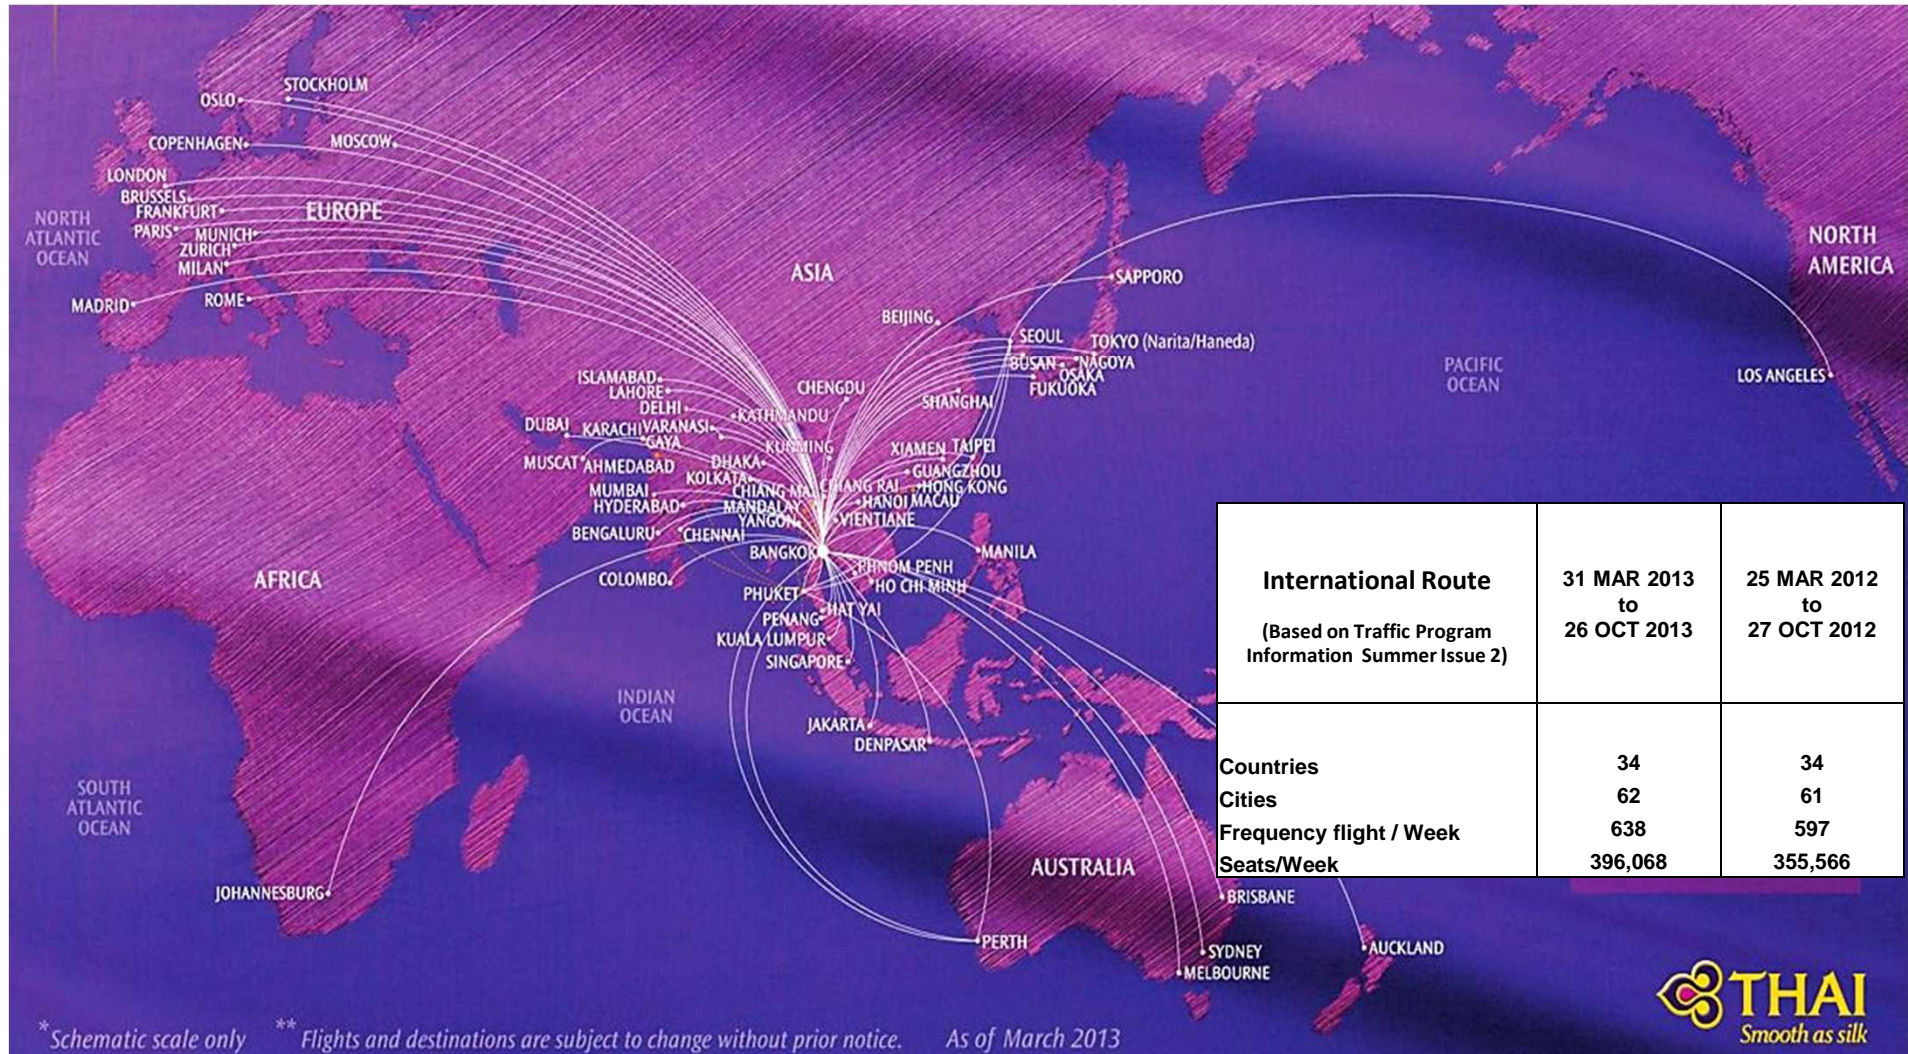 STOCKHOLM
OSLO
COPENHAGEN
MOSCOW
LONDON
BRUSSELS
FRANKFURT
EUROPE
PARIS
MUNICH
ZURICH
MILAN
MADRID
ROME
NORTH
ATLANTIC
OCEAN
ASIA
NORTH
AMERICA
SAPPORO
BEIJING
SEOUL
TOKYO (Narita/Haneda)
BUSAN
NAGOYA
OSAKA
FUKUOKA
PACIFIC
OCEAN
LOS ANGELES
ISLAMABAD
LAHORE
DELHI
KATHMANDU
CHENGDU
SHANGHAI
DUBAI
KARACHI
VARANASI
GAYA
KUNMING
XIAMEN
TAIPEI
MUSCAT
AHMEDABAD
DHAKA
GUANGZHOU
KOLKATA
MUMBAI
CHIANG MAI
CHIANG RAI
HONG KONG
HYDERABAD
MANDALAY
HANOI
MACAU
YANGON
VIENTIANE
BENGALURU
CHENNAI
BANGKOK
MANILA
PHNOM PENH
COLOMBO
HO CHI MINH
PHUKET
HAT YAI
PENANG
KUALA LUMPUR
SINGAPORE
AFRICA
INDIAN
OCEAN
JAKARTA
DENPASAR
SOUTH
ATLANTIC
OCEAN
AUSTRALIA
JOHANNESBURG
BRISBANE
PERTH
SYDNEY
MELBOURNE
AUCKLAND
International Route
(Based on Traffic Program
Information Summer Issue 2)
31 MAR 2013
to
26 OCT 2013
25 MAR 2012
to
27 OCT 2012
Countries 34 34
Cities 62 61
Frequency flight / Week 638 597
Seats/Week 396,068 355,566
THAI
Smooth as silk
*Schematic scale only ** Flights and destinations are subject to change without prior notice. As of March 2013